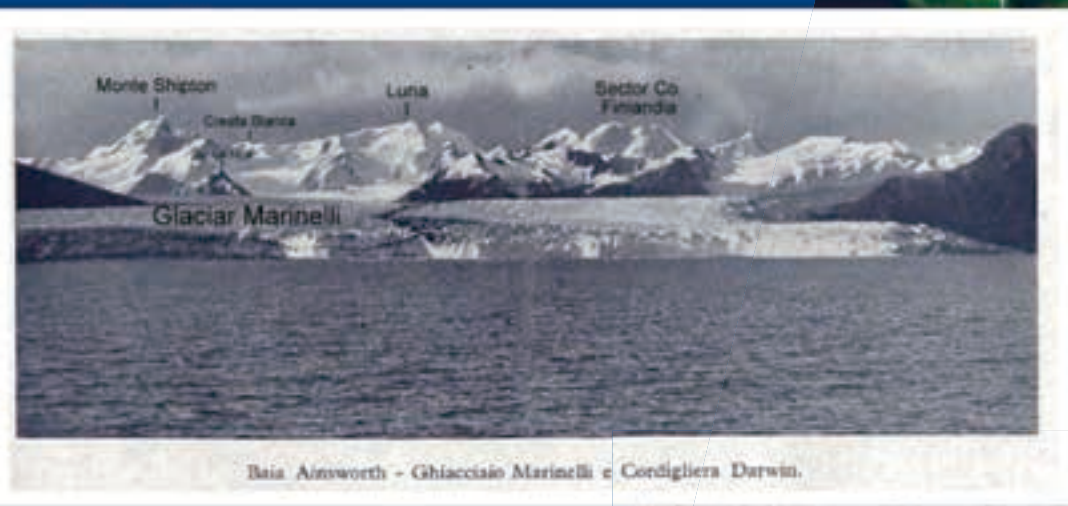 Monte Shipton
Cresta Blanca
Luna
Sector Co
Finlandia
Glaciar Marinelli
Baia Ainsworth - Ghiacciaio Marinelli e Cordigliera Darwin.